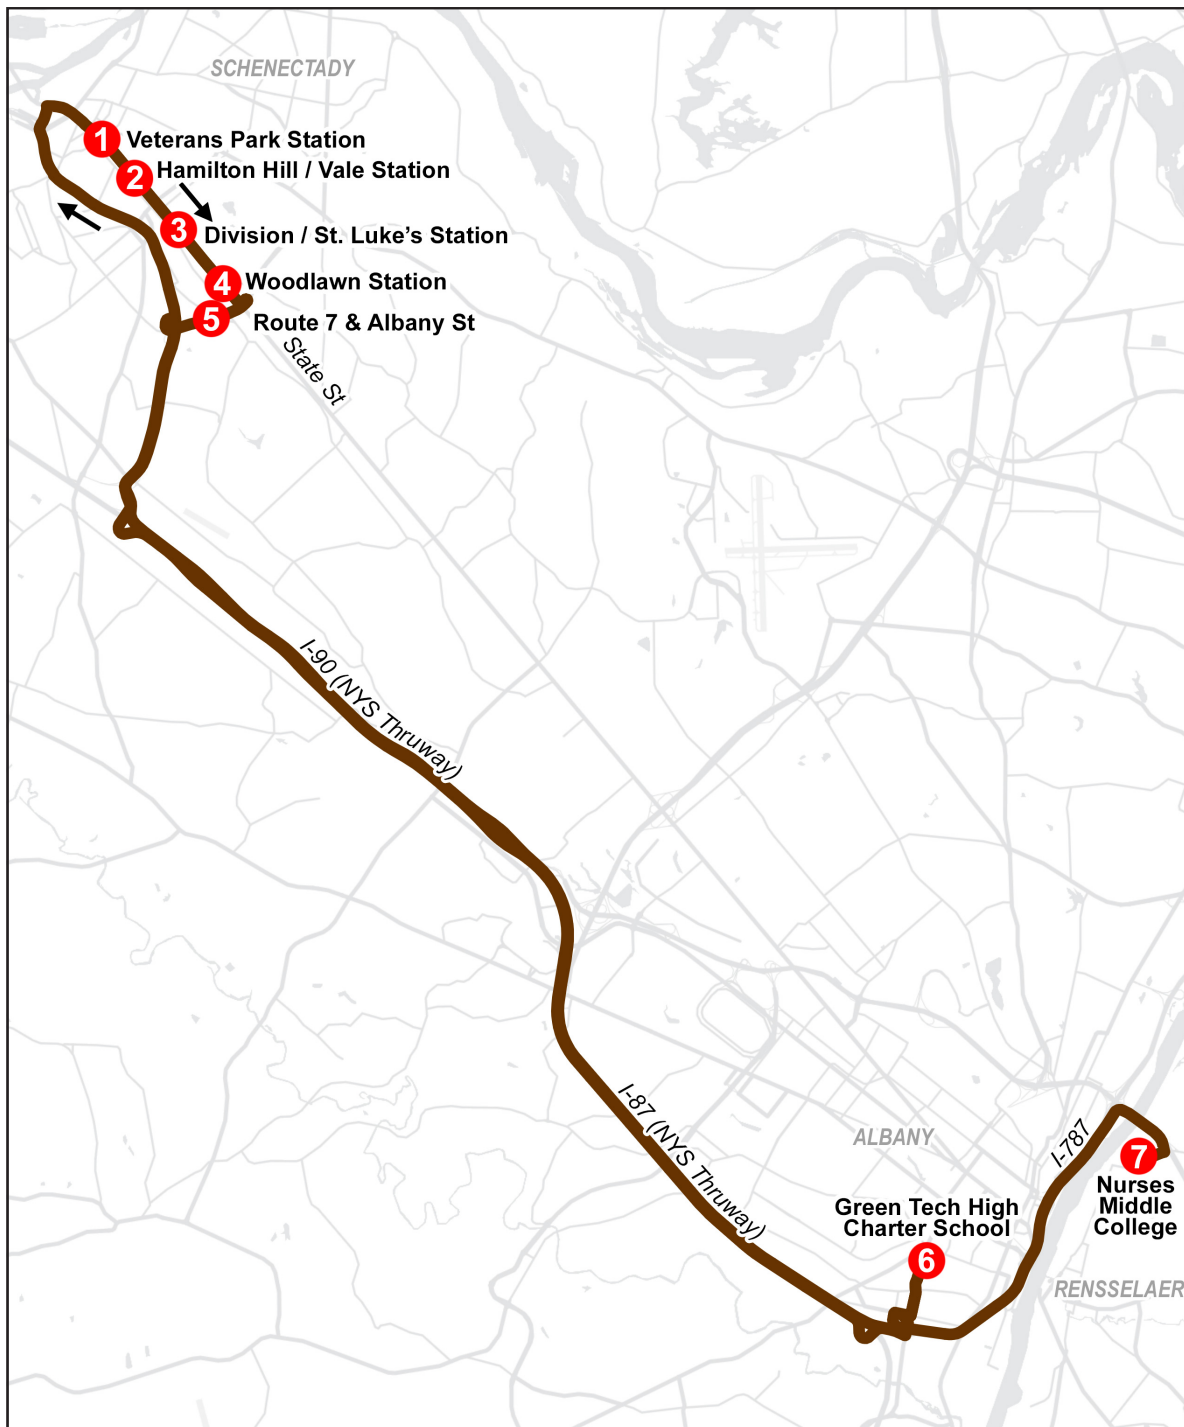 SCHENECTADY
1 Veterans Park Station
2 Hamilton Hill / Vale Station
3 Division / St. Luke's Station
4 Woodlawn Station
5 Route 7 & Albany St
State St
I-90 (NYS Thruway)
I-87 (NYS Thruway)
ALBANY
I-787
7
Nurses
Middle
College
Green Tech High
Charter School
6
RENSSELAER